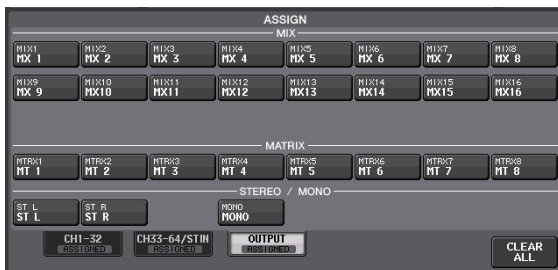 ASSIGN
MIX
MIX1 MIX2 MIX3 MIX4 MIX5 MIX6 MIX7 MIX8
MX 1 MX 2 MX 3 MX 4 MX 5 MX 6 MX 7 MX 8
MIX9 MIX10 MIX11 MIX12 MIX13 MIX14 MIX15 MIX16
MX 9 MX10 MX11 MX12 MX13 MX14 MX15 MX16
MATRIX
MTRX1 MTRX2 MTRX3 MTRX4 MTRX5 MTRX6 MTRX7 MTRX8
MT 1 MT 2 MT 3 MT 4 MT 5 MT 6 MT 7 MT 8
STEREO / MONO
ST L ST R MONO
ST L ST R MONO
CH1-32 CH33-64/STIN OUTPUT
ASSIGNED ASSIGNED ASSIGNED
CLEAR
ALL